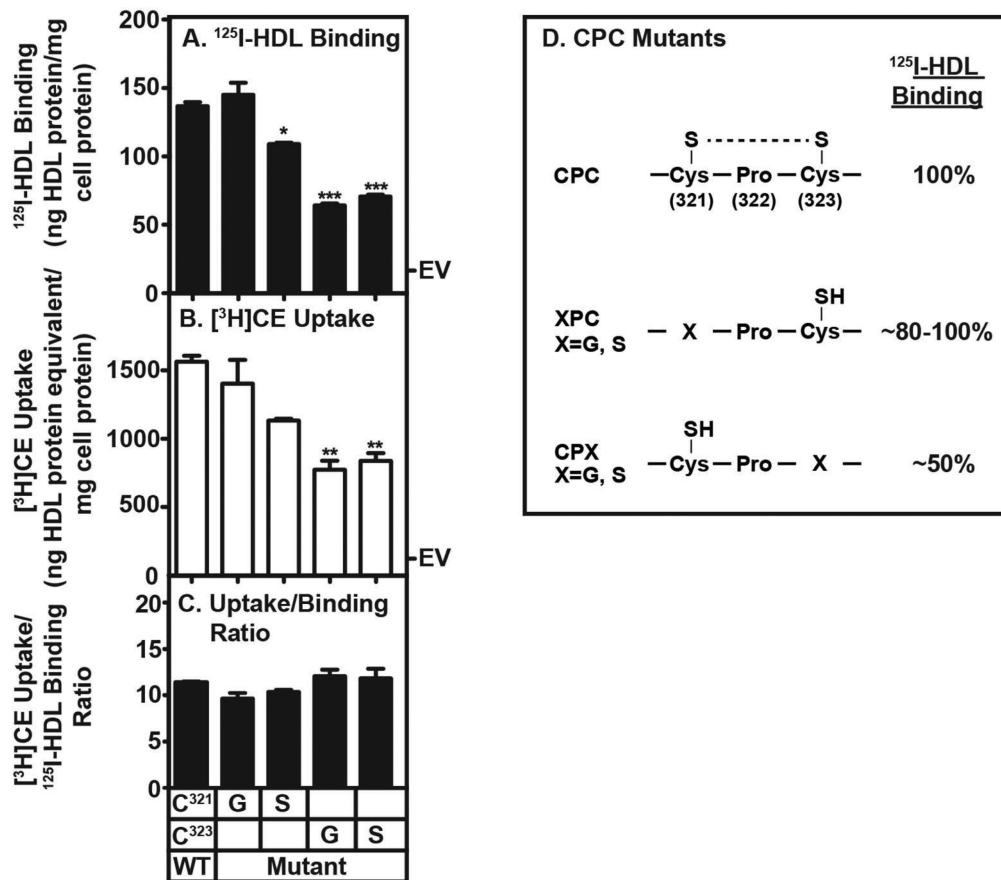 A. ¹²⁵I-HDL Binding
¹²⁵I-HDL Binding
(ng HDL protein/mg
cell protein)
200
150
100
50
0
*
***
***
EV
B. [³H]CE Uptake
[³H]CE Uptake
(ng HDL protein equivalent/
mg cell protein)
1500
1000
500
0
**
**
EV
C. Uptake/Binding
Ratio
[³H]CE Uptake/
¹²⁵I-HDL Binding
Ratio
20
15
10
5
0
C³²¹ G S
C³²³ G S
WT Mutant
D. CPC Mutants
¹²⁵I-HDL
Binding
S S
CPC Cys Pro Cys 100%
(321) (322) (323)
SH
XPC
X=G, S X Pro Cys ~80-100%
SH
CPX
X=G, S Cys Pro X ~50%